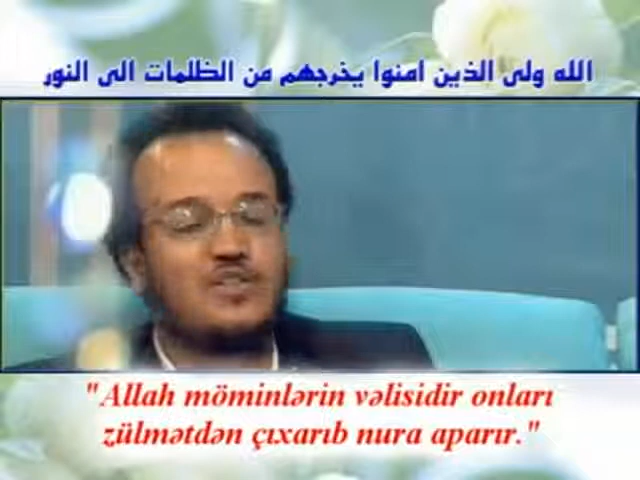 الله ولى الذين امنوا يخرجهم من الظلمات الى النور
"Allah möminlərin vəlisidir onları
zülmətdən çıxarıb nura aparır."